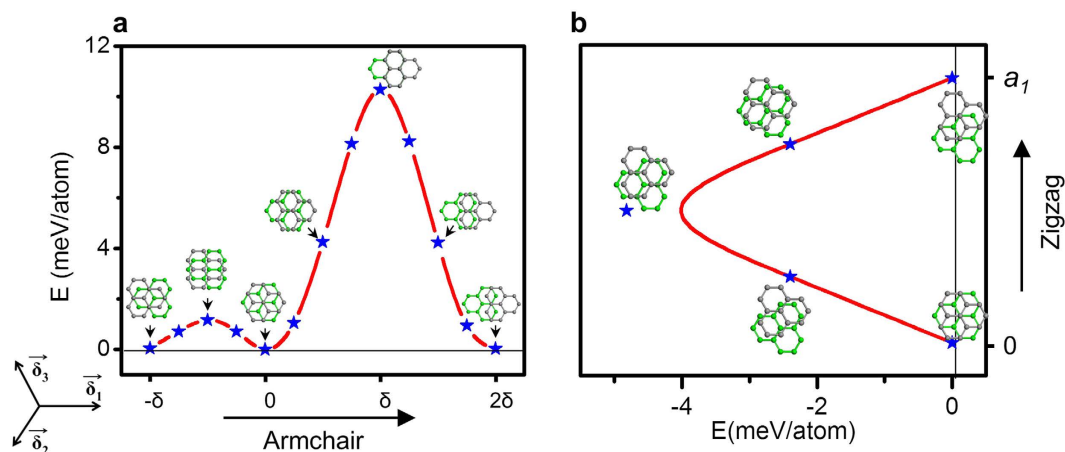 a
E (meV/atom)
12
8
4
0
-δ
0
δ
2δ
Armchair
δ₃
δ₁
δ₂
b
a₁
0
Zigzag
-4
-2
0
E(meV/atom)